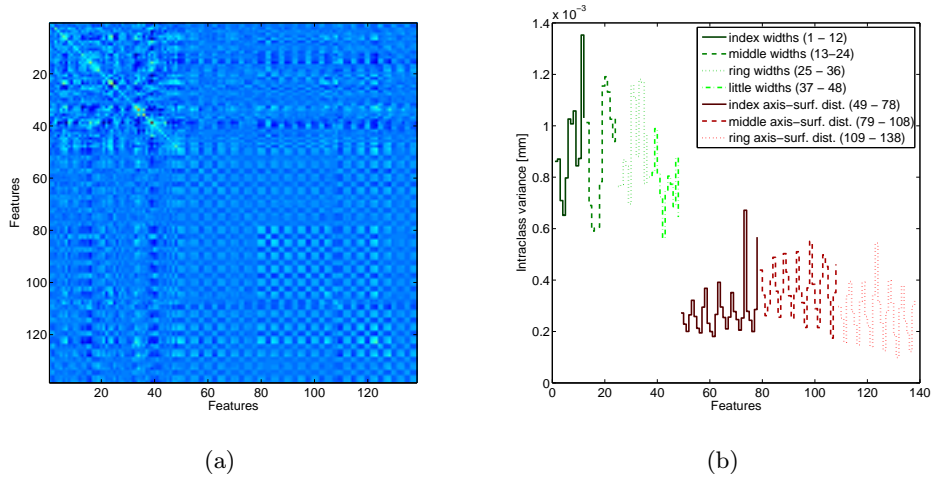 20
40
60
80
100
120
Features
20 40 60 80 100 120
Features
(a)
x 10⁻³
1.4
1.2
1
0.8
0.6
0.4
0.2
0
Intraclass variance [mm]
index widths (1 − 12)
middle widths (13−24)
ring widths (25 − 36)
little widths (37 − 48)
index axis−surf. dist. (49 − 78)
middle axis−surf. dist. (79 − 108)
ring axis−surf. dist. (109 − 138)
0 20 40 60 80 100 120 140
Features
(b)